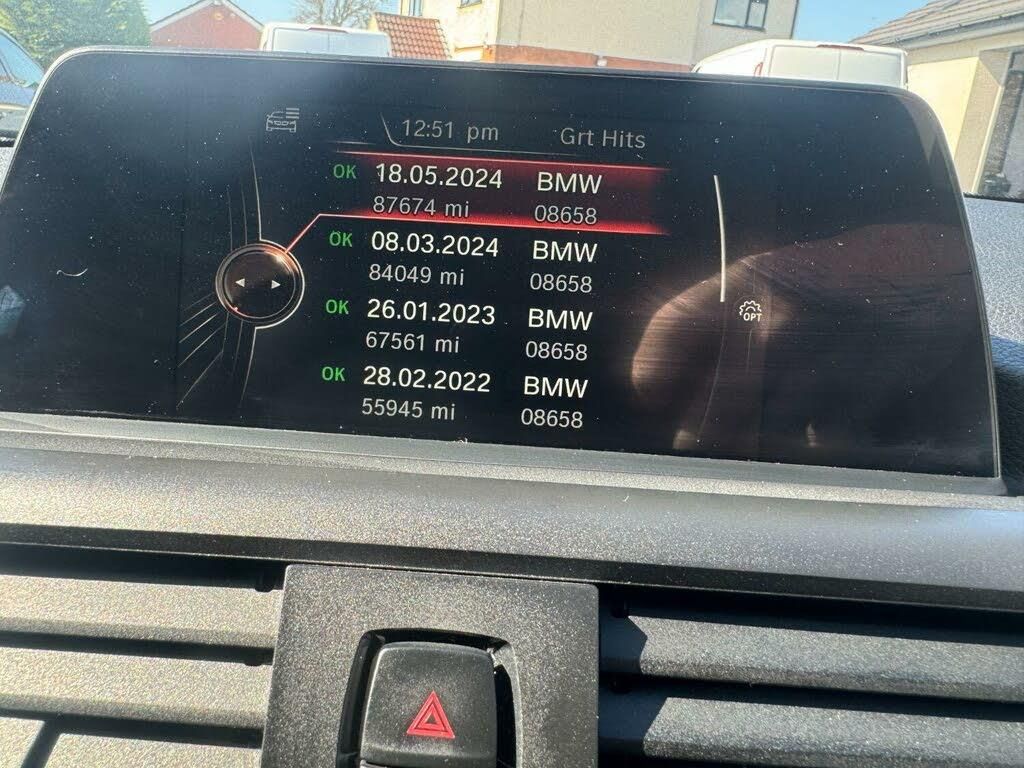 12:51 pm Grt Hits
OK 18.05.2024 BMW
87674 mi 08658
OK 08.03.2024 BMW
84049 mi 08658
OK 26.01.2023 BMW
67561 mi 08658
OK 28.02.2022 BMW
55945 mi 08658
OPT